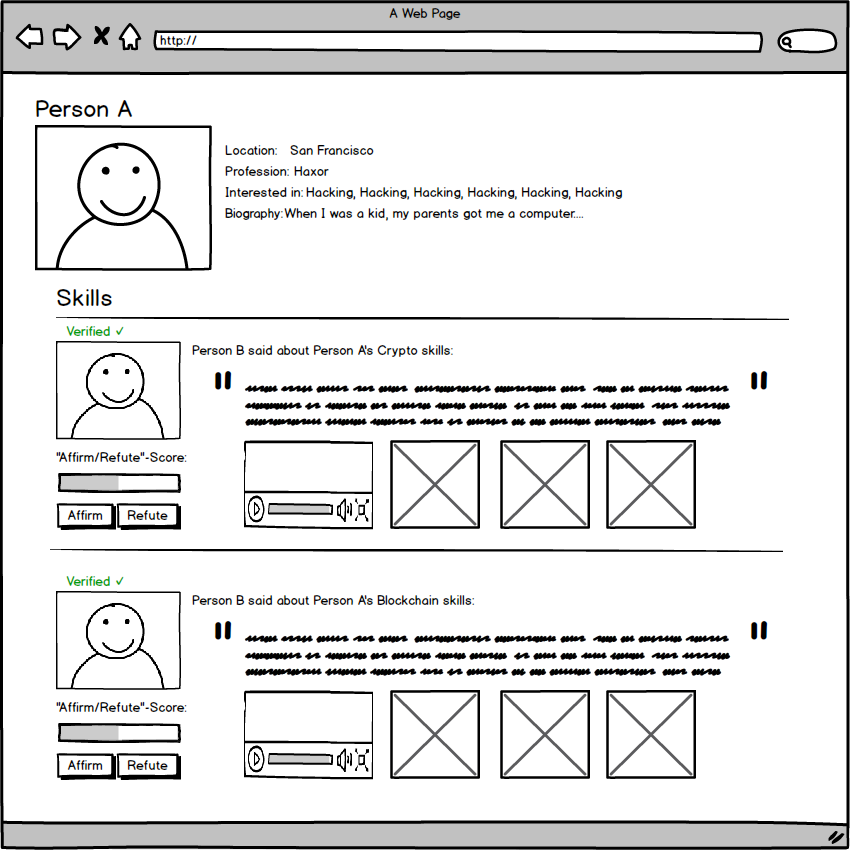 A Web Page
http://
Person A
Location: San Francisco
Profession: Haxor
Interested in: Hacking, Hacking, Hacking, Hacking, Hacking, Hacking
Biography: When I was a kid, my parents got me a computer....
Skills
Verified ✓
Person B said about Person A's Crypto skills:
"Affirm/Refute"-Score:
Affirm Refute
Verified ✓
Person B said about Person A's Blockchain skills:
"Affirm/Refute"-Score:
Affirm Refute